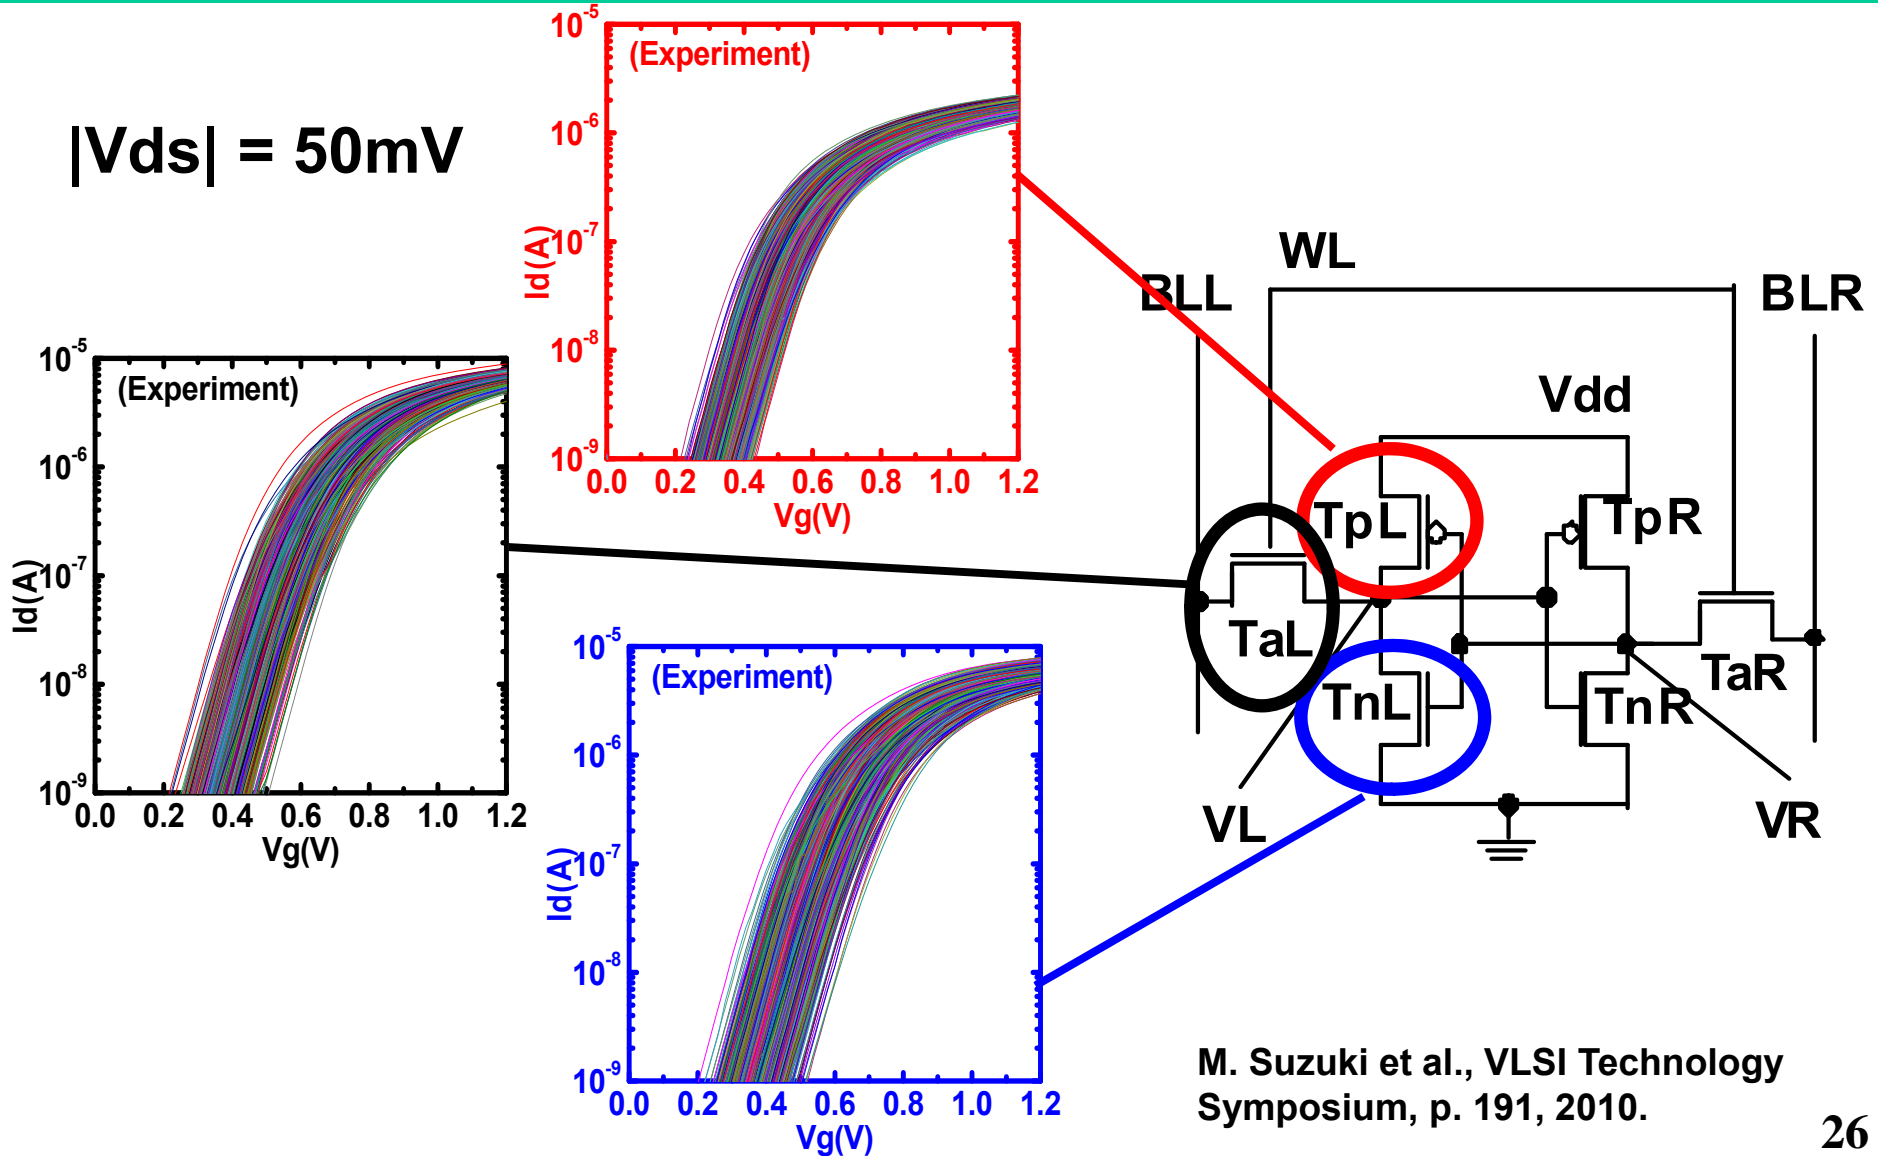 |Vds| = 50mV
10^-5
(Experiment)
10^-6
10^-7
10^-8
10^-9
Id(A)
0.0 0.2 0.4 0.6 0.8 1.0 1.2
Vg(V)
10^-5
(Experiment)
10^-6
10^-7
10^-8
10^-9
Id(A)
0.0 0.2 0.4 0.6 0.8 1.0 1.2
Vg(V)
10^-5
(Experiment)
10^-6
10^-7
10^-8
10^-9
Id(A)
0.0 0.2 0.4 0.6 0.8 1.0 1.2
Vg(V)
WL
BLL
BLR
Vdd
TpL
TpR
TaL
TaR
TnL
TnR
VL
VR
M. Suzuki et al., VLSI Technology
Symposium, p. 191, 2010.
26